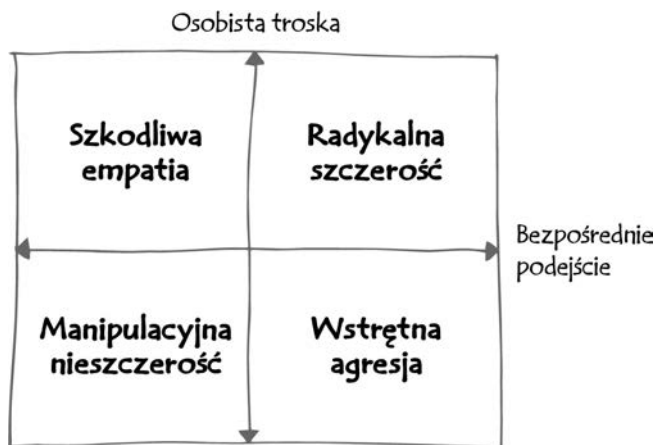 Osobista troska
Szkodliwa
empatia
Radykalna
szczerość
Bezpośrednie
podejście
Manipulacyjna
nieszczerość
Wstrętna
agresja